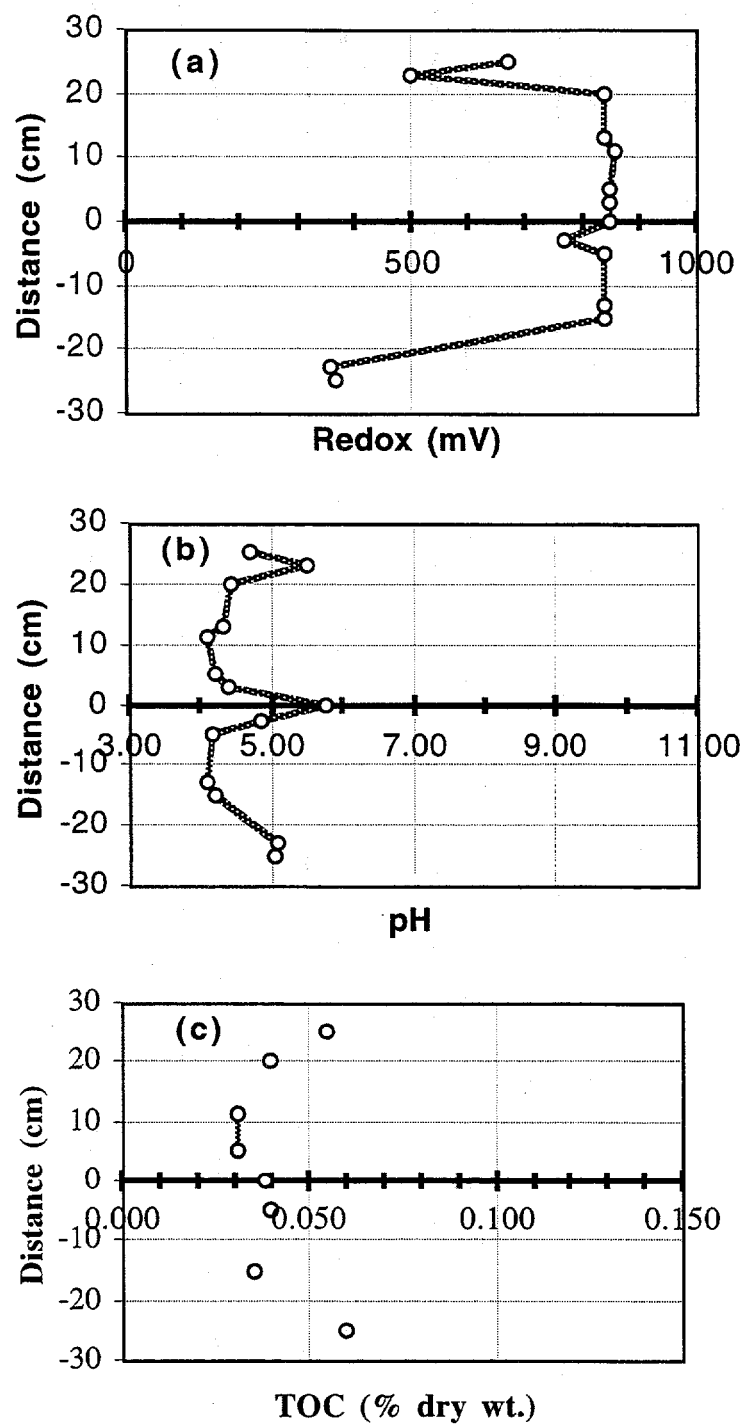 30
(a)
20
10
0
0 500 1000
-10
-20
-30
Distance (cm)
Redox (mV)
30
(b)
20
10
0
3.00 5.00 7.00 9.00 11 00
-10
-20
-30
Distance (cm)
pH
30
(c)
20
10
0
0.000 0.050 0.100 0.150
-10
-20
-30
Distance (cm)
TOC (% dry wt.)